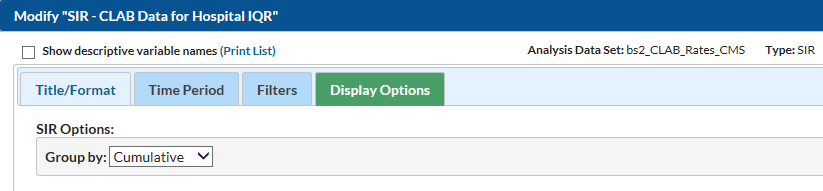 Modify "SIR - CLAB Data for Hospital IQR"
Show descriptive variable names (Print List) Analysis Data Set: bs2_CLAB_Rates_CMS Type: SIR
Title/Format Time Period Filters Display Options
SIR Options:
Group by: Cumulative